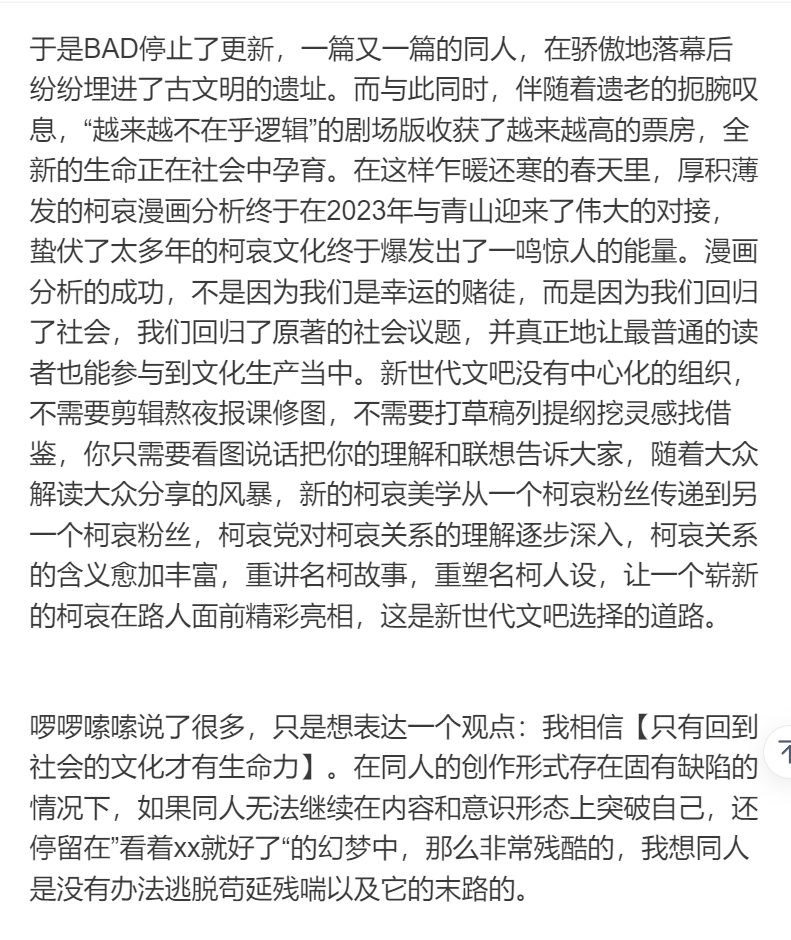 于是BAD停止了更新，一篇又一篇的同人，在骄傲地落幕后
纷纷埋进了古文明的遗址。而与此同时，伴随着遗老的扼腕叹
息，“越来越不在乎逻辑”的剧场版收获了越来越高的票房，全
新的生命正在社会中孕育。在这样乍暖还寒的春天里，厚积薄
发的柯哀漫画分析终于在2023年与青山迎来了伟大的对接，
蛰伏了太多年的柯哀文化终于爆发出了一鸣惊人的能量。漫画
分析的成功，不是因为我们是幸运的赌徒，而是因为我们回归
了社会，我们回归了原著的社会议题，并真正地让最普通的读
者也能参与到文化生产当中。新世代文吧没有中心化的组织，
不需要剪辑熬夜报课修图，不需要打草稿列提纲挖灵感找借
鉴，你只需要看图说话把你的理解和联想告诉大家，随着大众
解读大众分享的风暴，新的柯哀美学从一个柯哀粉丝传递到另
一个柯哀粉丝，柯哀党对柯哀关系的理解逐步深入，柯哀关系
的含义愈加丰富，重讲名柯故事，重塑名柯人设，让一个崭新
的柯哀在路人面前精彩亮相，这是新世代文吧选择的道路。
啰啰嗦嗦说了很多，只是想表达一个观点：我相信【只有回到
社会的文化才有生命力】。在同人的创作形式存在固有缺陷的
情况下，如果同人无法继续在内容和意识形态上突破自己，还
停留在”看着xx就好了“的幻梦中，那么非常残酷的，我想同人
是没有办法逃脱苟延残喘以及它的末路的。